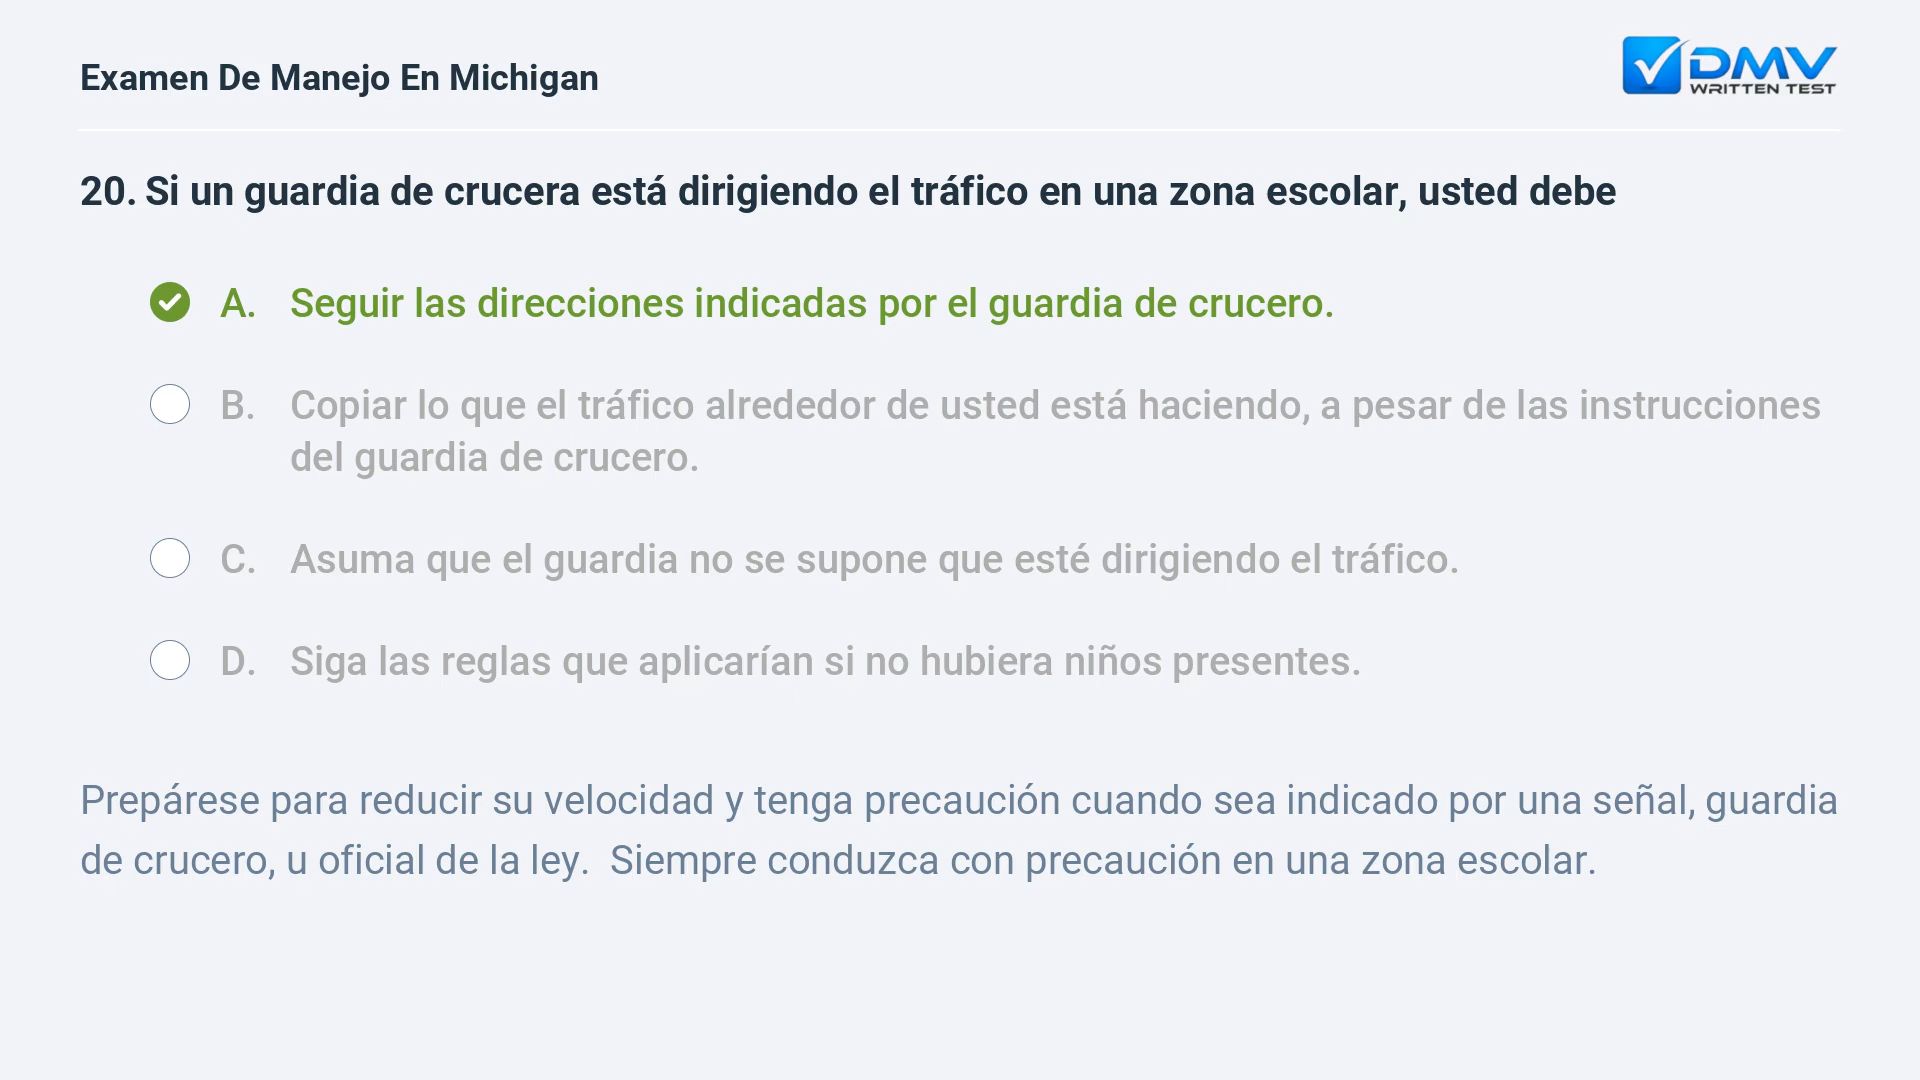 Examen De Manejo En Michigan
DMV
WRITTEN TEST
20. Si un guardia de crucera está dirigiendo el tráfico en una zona escolar, usted debe
A. Seguir las direcciones indicadas por el guardia de crucero.
B. Copiar lo que el tráfico alrededor de usted está haciendo, a pesar de las instrucciones
del guardia de crucero.
C. Asuma que el guardia no se supone que esté dirigiendo el tráfico.
D. Siga las reglas que aplicarían si no hubiera niños presentes.
Prepárese para reducir su velocidad y tenga precaución cuando sea indicado por una señal, guardia
de crucero, u oficial de la ley.  Siempre conduzca con precaución en una zona escolar.